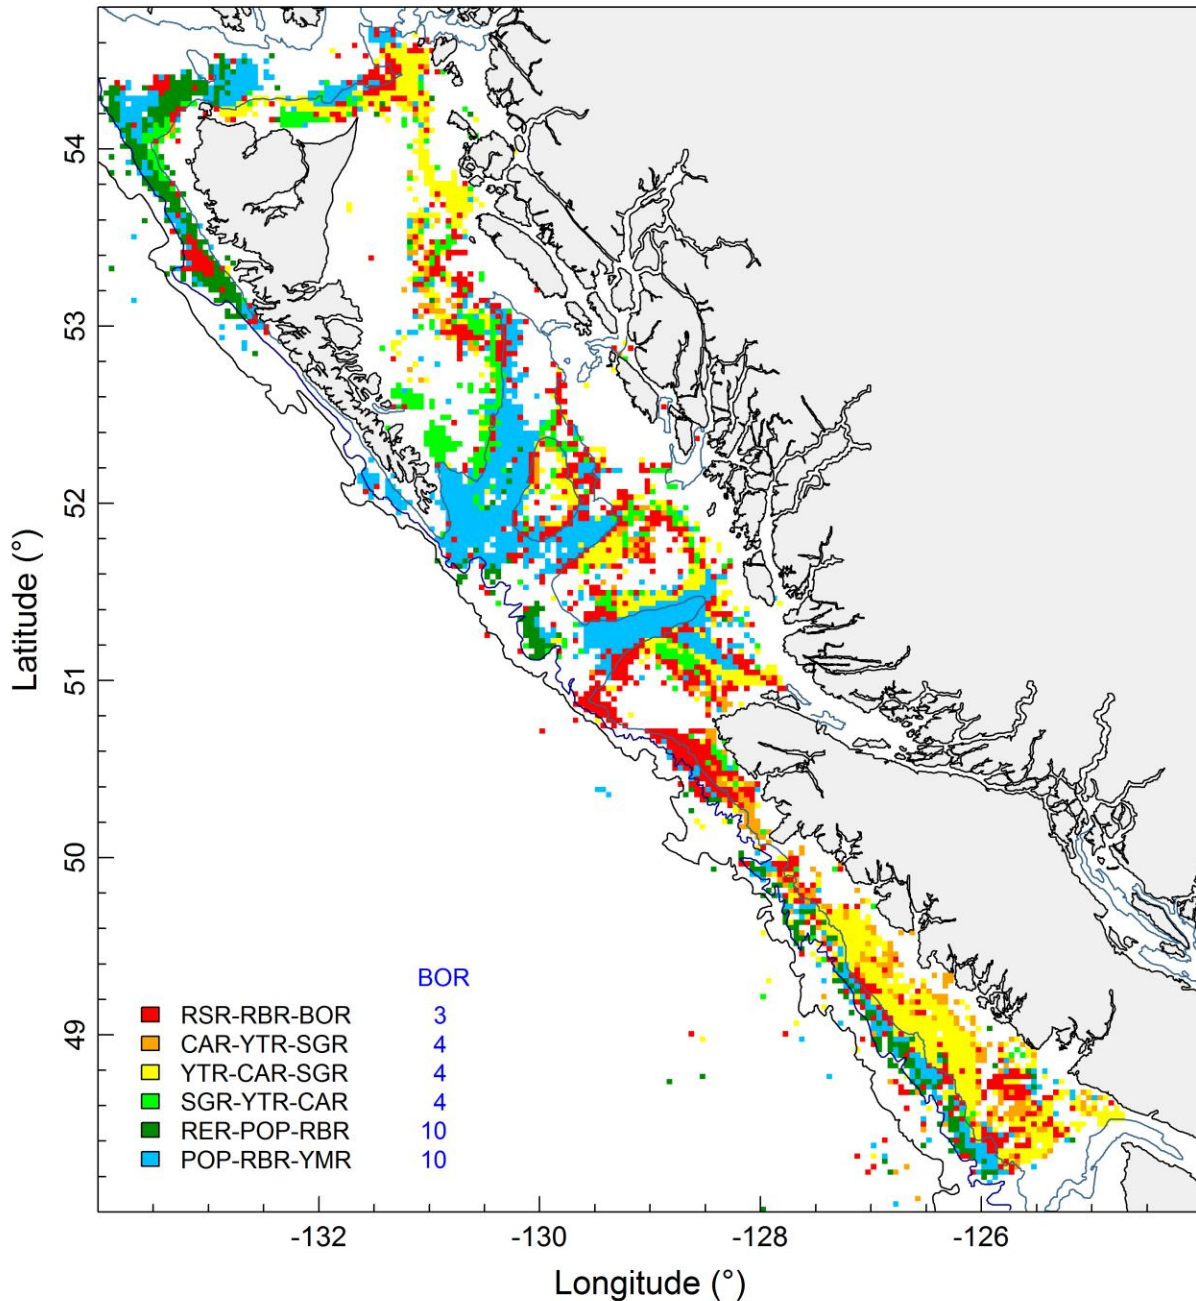 54
53
52
51
50
49
Latitude (°)
BOR
RSR-RBR-BOR 3
CAR-YTR-SGR 4
YTR-CAR-SGR 4
SGR-YTR-CAR 4
RER-POP-RBR 10
POP-RBR-YMR 10
-132 -130 -128 -126
Longitude (°)